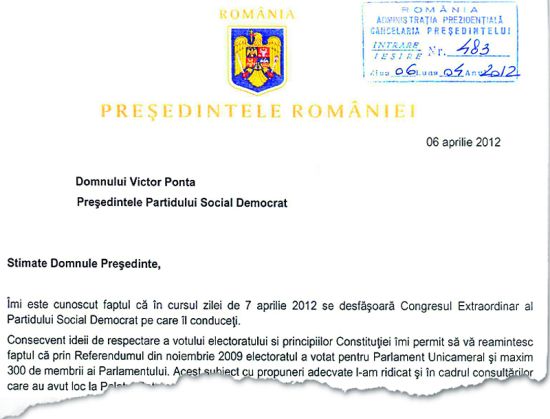 ROMÂNIA
PREŞEDINTELE ROMÂNIEI
ROMÂNIA
ADMINISTRAŢIA PREZIDENŢIALĂ
CANCELARIA PREŞEDINTELUI
INTRARE
IEŞIRE Nr. 483
Ziua 06 Luna 04 Anul 2012
06 aprilie 2012
Domnului Victor Ponta
Preşedintele Partidului Social Democrat
Stimate Domnule Preşedinte,
Îmi este cunoscut faptul că în cursul zilei de 7 aprilie 2012 se desfăşoară Congresul Extraordinar al
Partidului Social Democrat pe care îl conduceţi.
Consecvent ideii de respectare a votului electoratului si principiilor Constituţiei îmi permit să vă reamintesc
faptul că prin Referendumul din noiembrie 2009 electoratul a votat pentru Parlament Unicameral şi maxim
300 de membrii ai Parlamentului. Acest subiect cu propuneri adecvate l-am ridicat şi în cadrul consultărilor
care au avut loc la